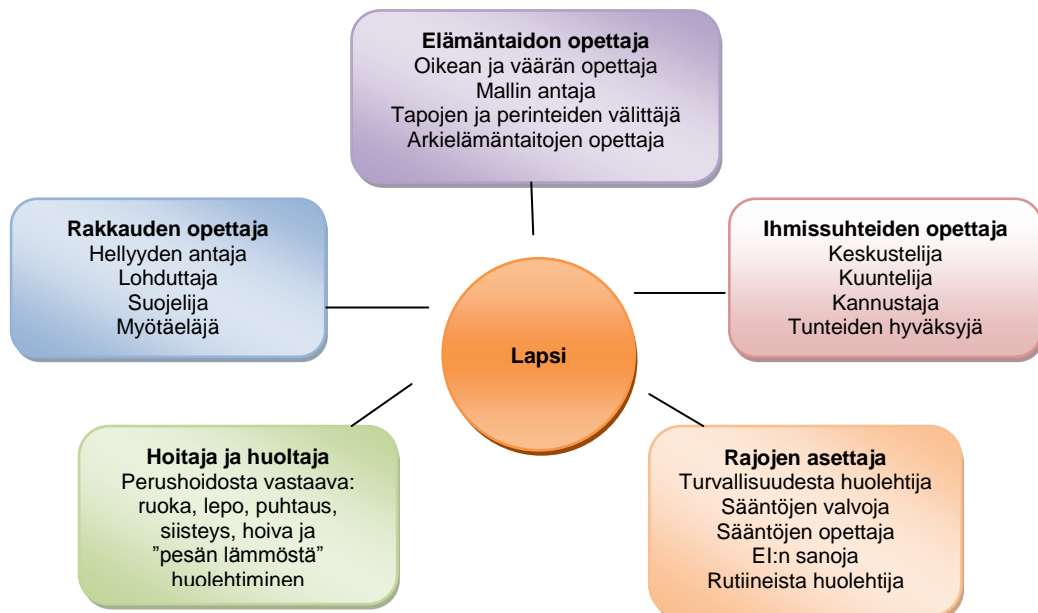 Elämäntaidon opettaja
Oikean ja väärän opettaja
Mallin antaja
Tapojen ja perinteiden välittäjä
Arkielämäntaitojen opettaja
Rakkauden opettaja
Hellyyden antaja
Lohduttaja
Suojelija
Myötäeläjä
Ihmissuhteiden opettaja
Keskustelija
Kuuntelija
Kannustaja
Tunteiden hyväksyjä
Lapsi
Hoitaja ja huoltaja
Perushoidosta vastaava:
ruoka, lepo, puhtaus,
siisteys, hoiva ja
”pesän lämmöstä”
huolehtiminen
Rajojen asettaja
Turvallisuudesta huolehtija
Sääntöjen valvoja
Sääntöjen opettaja
EI:n sanoja
Rutiineista huolehtija